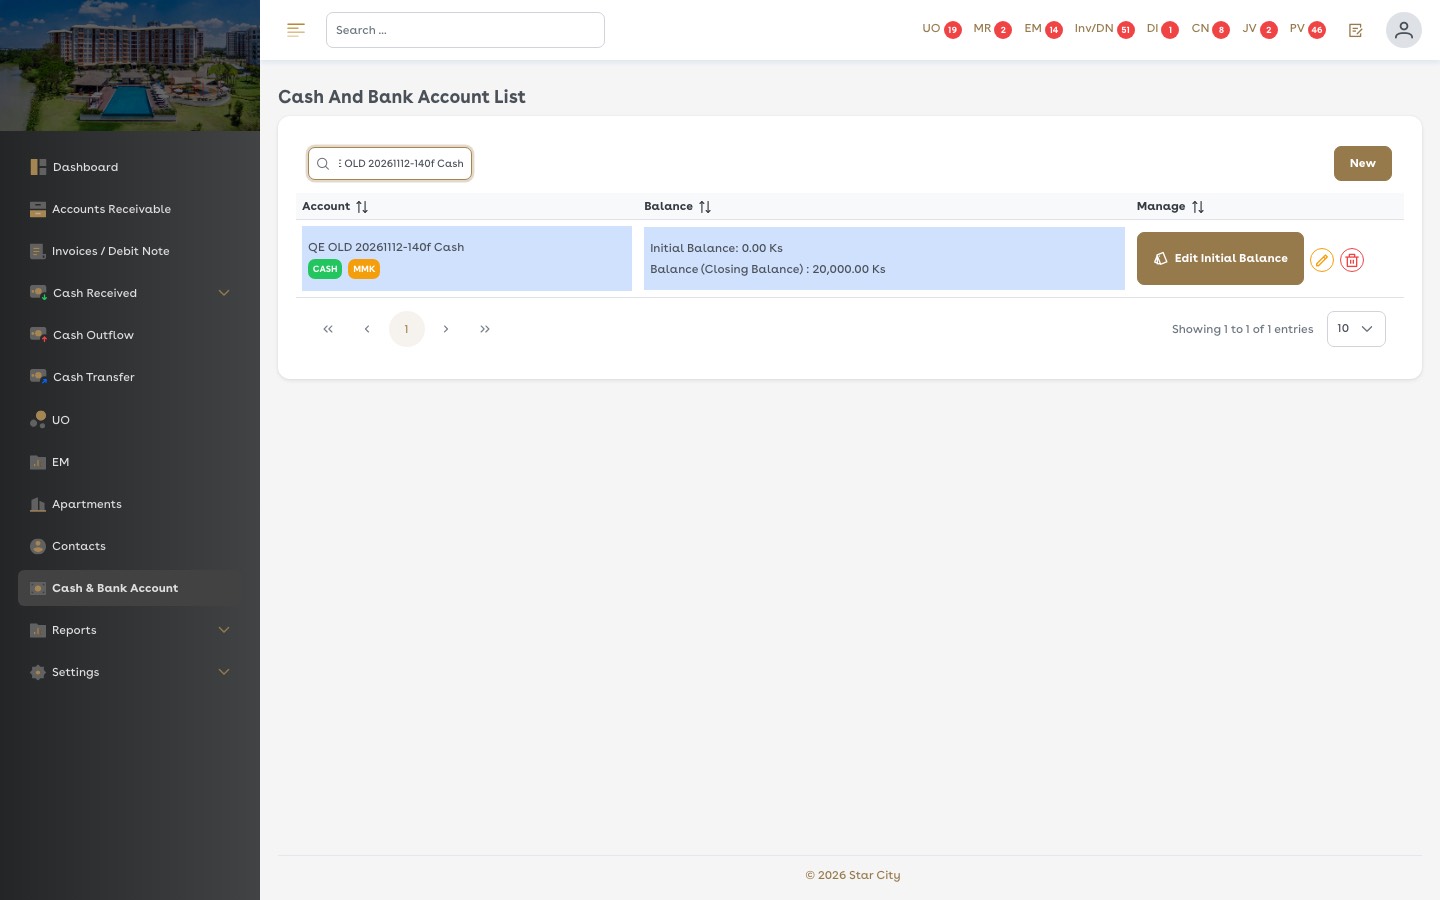 Search ...
UO 19 MR 2 EM 14 Inv/DN 51 DI 1 CN 8 JV 2 PV 46
Dashboard
Accounts Receivable
Invoices / Debit Note
Cash Received
Cash Outflow
Cash Transfer
UO
EM
Apartments
Contacts
Cash & Bank Account
Reports
Settings
Cash And Bank Account List
OLD 20261112-140f Cash
New
Account Balance Manage
QE OLD 20261112-140f Cash
CASH MMK
Initial Balance: 0.00 Ks
Balance (Closing Balance) : 20,000.00 Ks
Edit Initial Balance
1
Showing 1 to 1 of 1 entries 10
© 2026 Star City